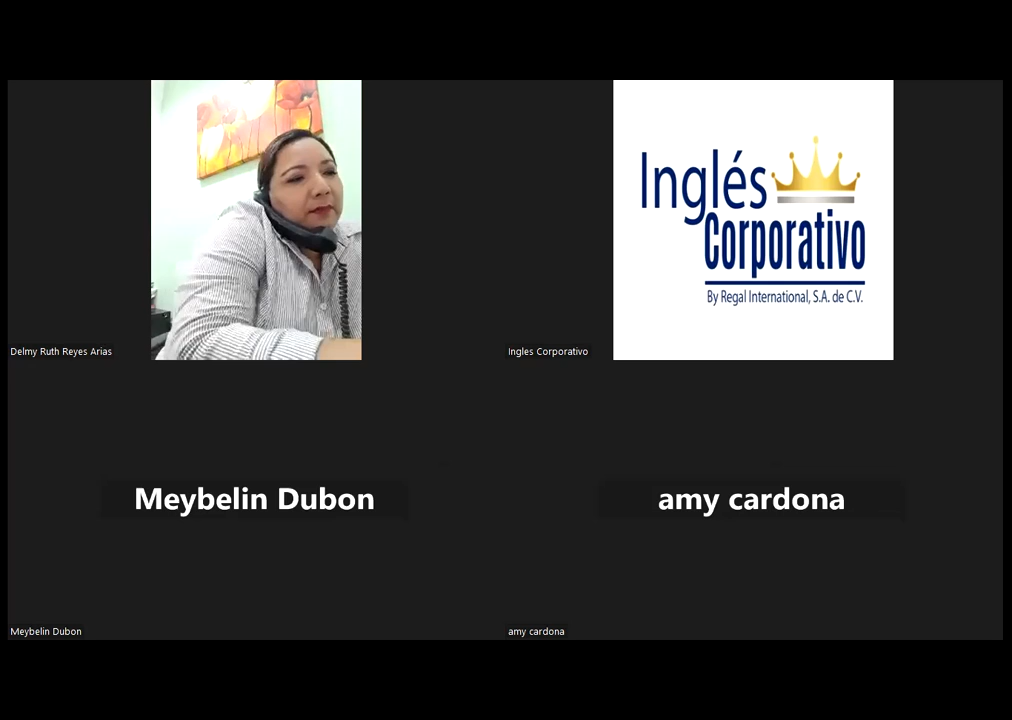 Inglés
Corporativo
By Regal International, S.A. de C.V.
Delmy Ruth Reyes Arias
Ingles Corporativo
Meybelin Dubon
amy cardona
Meybelin Dubon
amy cardona